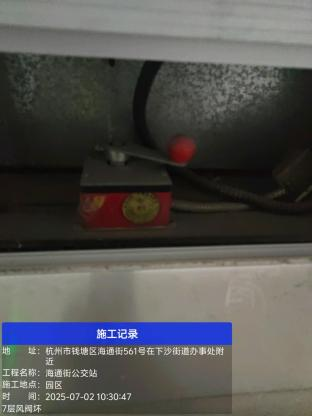 施工记录
地　址：杭州市钱塘区海通街561号在下沙街道办事处附
近
工程名称：海通街公交站
施工地点：园区
时　间：2025-07-02 10:30:47
7层风阀坏